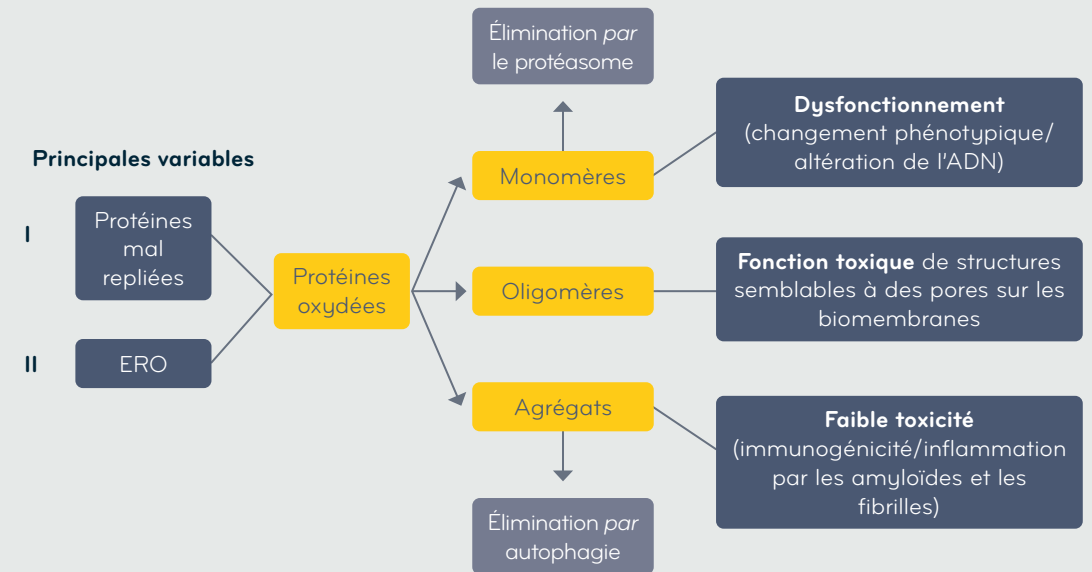 Élimination par
le protéasome
Principales variables
I
Protéines
mal
repliées
II
ERO
Protéines
oxydées
Monomères
Oligomères
Agrégats
Dysfonctionnement
(changement phénotypique/
altération de l'ADN)
Fonction toxique de structures
semblables à des pores sur les
biomembranes
Faible toxicité
(immunogénicité/inflammation
par les amyloïdes et les
fibrilles)
Élimination par
autophagie